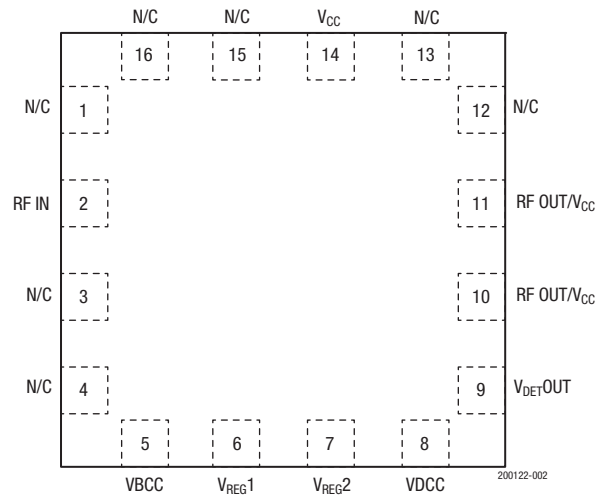 N/C N/C VCC N/C
16 15 14 13
N/C 1 12 N/C
RF IN 2 11 RF OUT/VCC
N/C 3 10 RF OUT/VCC
N/C 4 9 VDETOUT
5 6 7 8
200122-002
VBCC VREG1 VREG2 VDCC